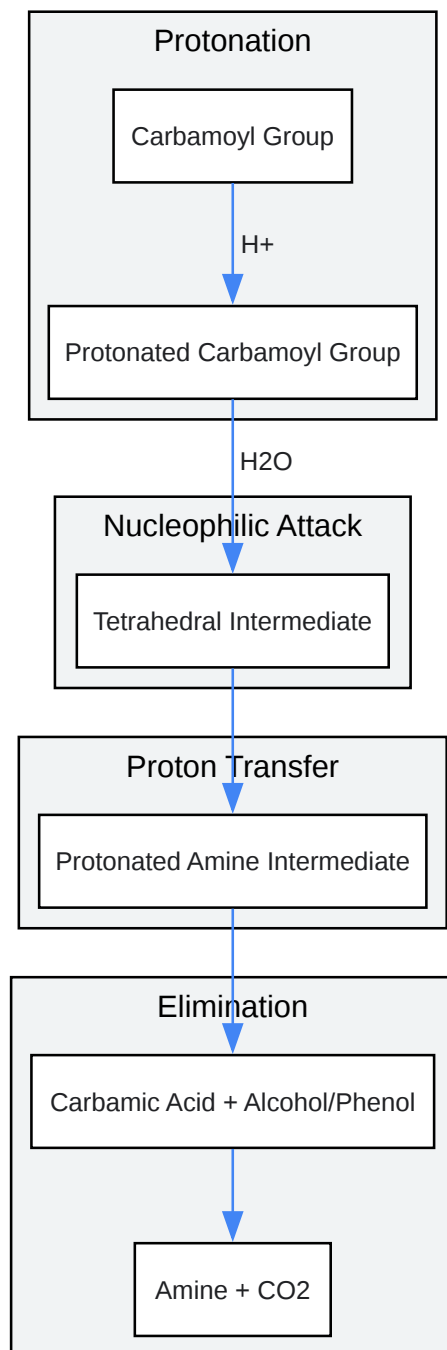 Protonation
Carbamoyl Group
H+
Protonated Carbamoyl Group
H2O
Nucleophilic Attack
Tetrahedral Intermediate
Proton Transfer
Protonated Amine Intermediate
Elimination
Carbamic Acid + Alcohol/Phenol
Amine + CO2